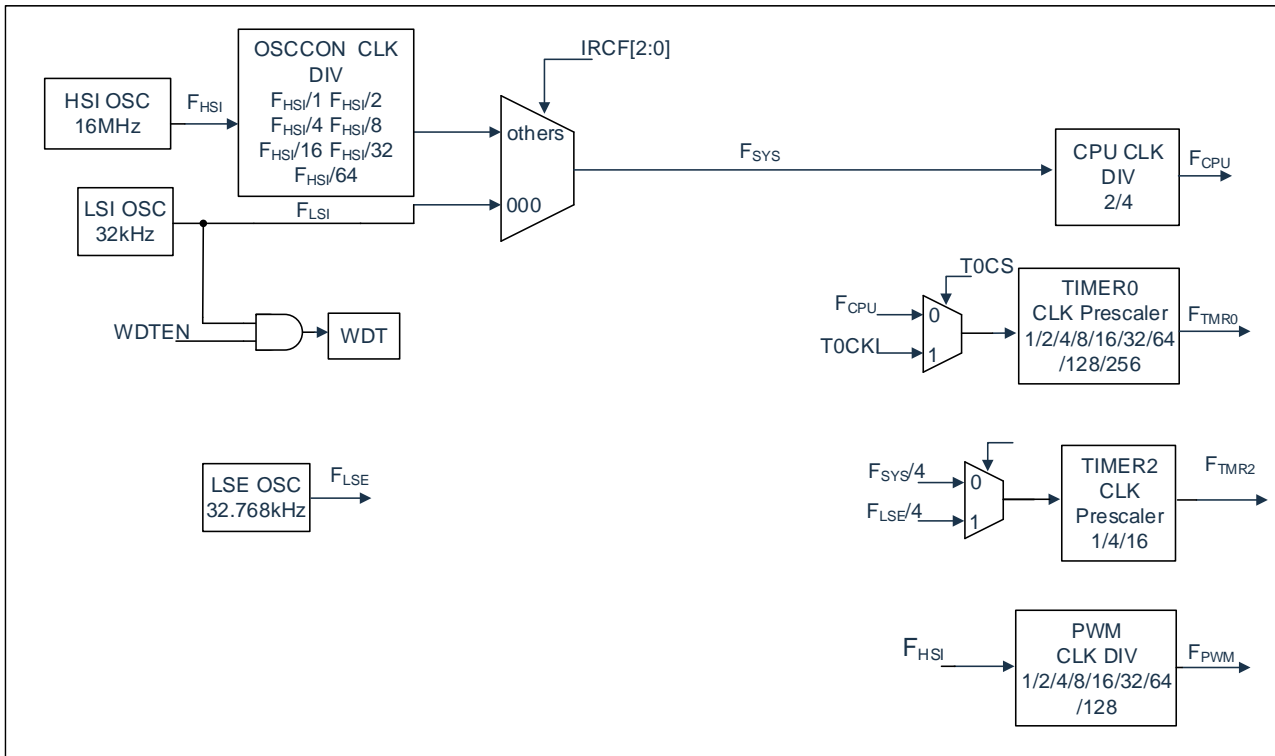 IRCF[2:0]
OSCCON CLK
DIV
FHSI/1 FHSI/2
FHSI/4 FHSI/8
FHSI/16 FHSI/32
FHSI/64
HSI OSC
16MHz
FHSI
others
000
FSYS
CPU CLK
DIV
2/4
FCPU
LSI OSC
32kHz
FLSI
WDTEN
WDT
T0CS
FCPU
0
T0CKI
1
TIMER0
CLK Prescaler
1/2/4/8/16/32/64
/128/256
FTMR0
LSE OSC
32.768kHz
FLSE
FSYS/4
0
FLSE/4
1
TIMER2
CLK
Prescaler
1/4/16
FTMR2
FHSI
PWM
CLK DIV
1/2/4/8/16/32/64
/128
FPWM